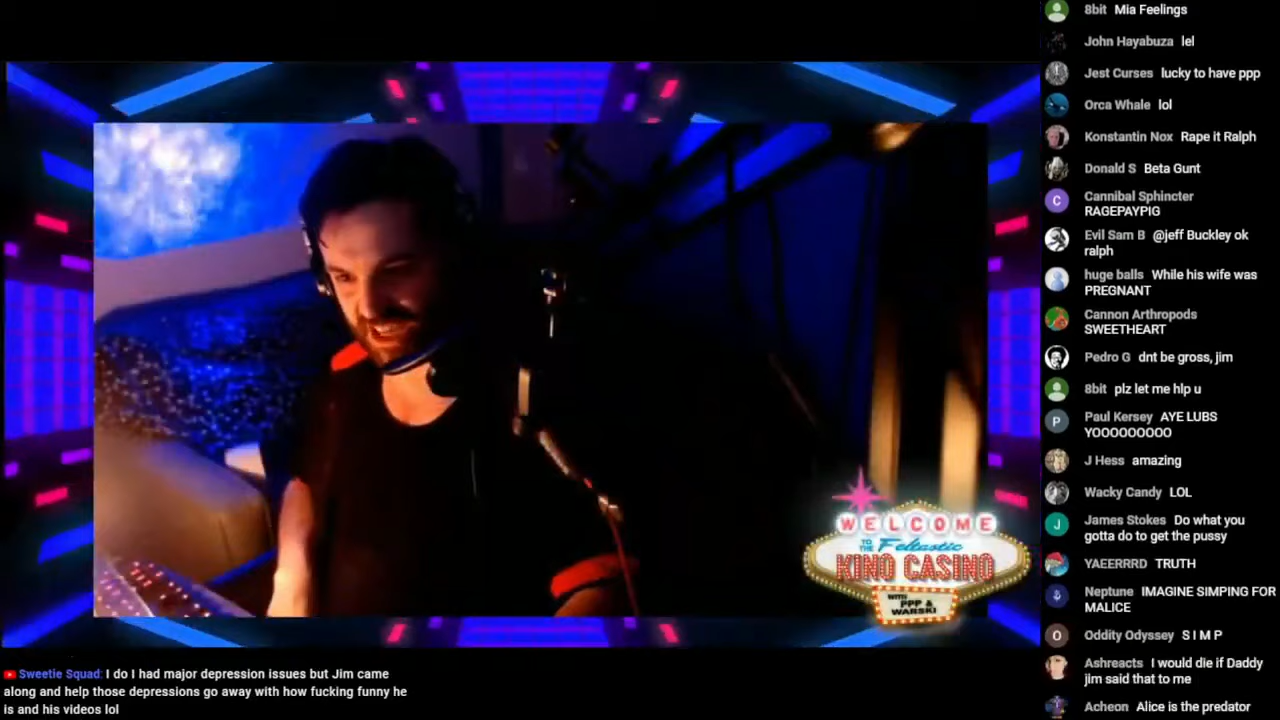 8bit Mia Feelings
John Hayabuza lel
Jest Curses lucky to have ppp
Orca Whale lol
Konstantin Nox Rape it Ralph
Donald S Beta Gunt
C
Cannibal Sphincter
RAGEPAYPIG
Evil Sam B @jeff Buckley ok
ralph
huge balls While his wife was
PREGNANT
Cannon Arthropods
SWEETHEART
Pedro G dnt be gross, jim
8bit plz let me hlp u
P
Paul Kersey AYE LUBS
YOOOOOOOOO
J Hess amazing
Wacky Candy LOL
J
James Stokes Do what you
gotta do to get the pussy
YAEERRRD TRUTH
Neptune IMAGINE SIMPING FOR
MALICE
O
Oddity Odyssey S I M P
Ashreacts I would die if Daddy
jim said that to me
Acheon Alice is the predator
WELCOME
TO THE Feltastic
KINO CASINO
WITH
PPP &
WARSKI
Sweetie Squad: I do I had major depression issues but Jim came
along and help those depressions go away with how fucking funny he
is and his videos lol